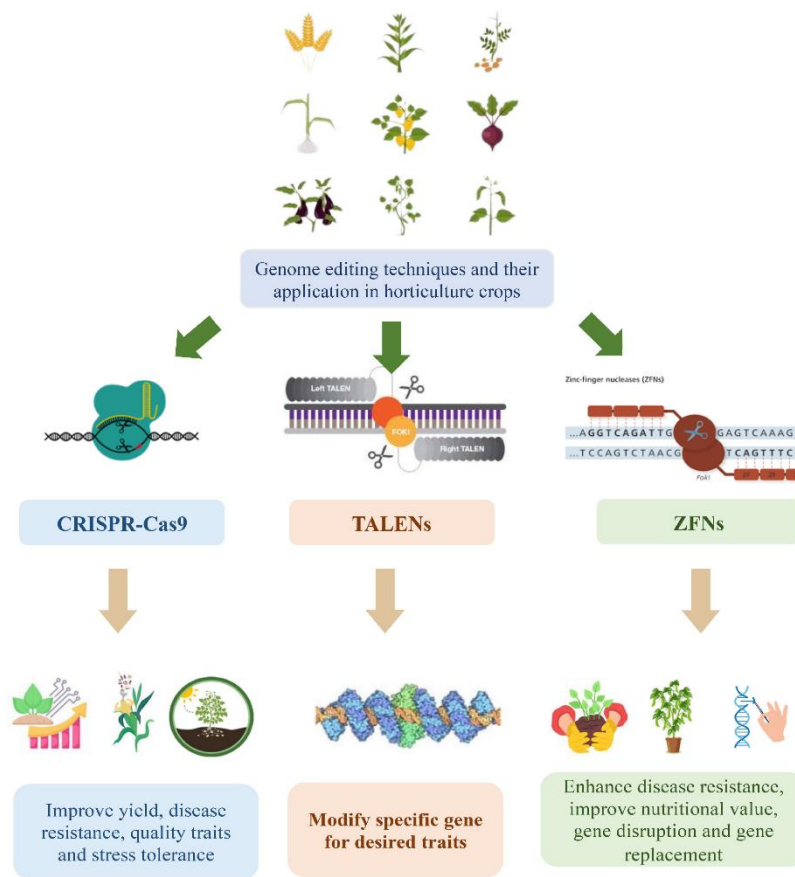 Genome editing techniques and their
application in horticulture crops
Left TALEN
FOKI
Right TALEN
Zinc-finger nucleases (ZFNs)
...AGGTCAGATTG
GAGTCAAAG
...TCCAGTCTAACG
TCAGTTTC
FokI
CRISPR-Cas9
TALENs
ZFNs
Improve yield, disease
resistance, quality traits
and stress tolerance
Modify specific gene
for desired traits
Enhance disease resistance,
improve nutritional value,
gene disruption and gene
replacement